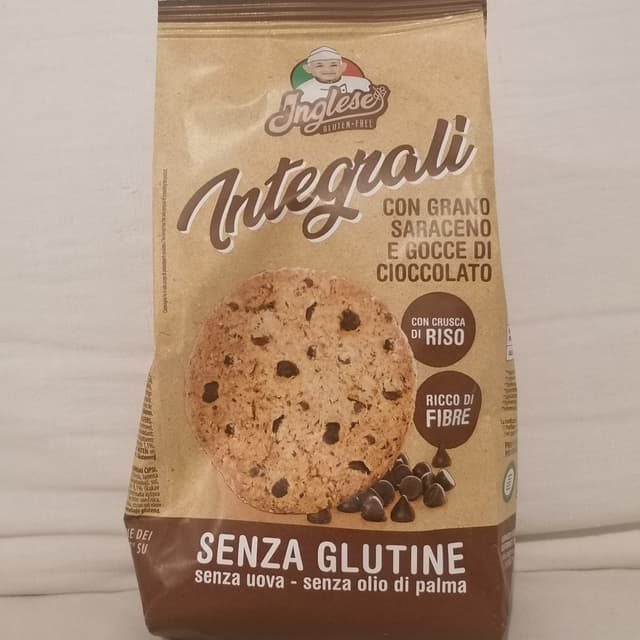 Inglese
GLUTEN-FREE
Integrali
CON GRANO
SARACENO
E GOCCE DI
CIOCCOLATO
CON CRUSCA
DI RISO
RICCO DI
FIBRE
SENZA GLUTINE
senza uova - senza olio di palma